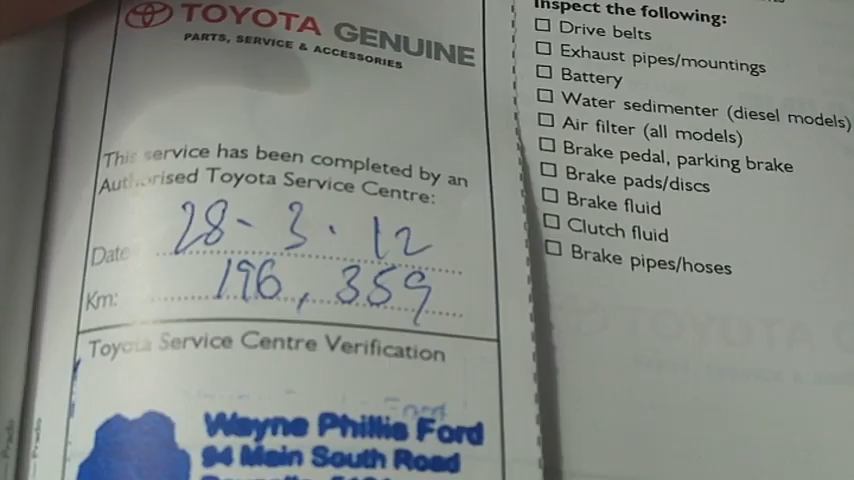 TOYOTA GENUINE
PARTS, SERVICE & ACCESSORIES
This service has been completed by an
Authorised Toyota Service Centre:
Date 28-3.12
Km: 196,359
Toyota Service Centre Verification
Wayne Phillis Ford
94 Main South Road
Inspect the following:
Drive belts
Exhaust pipes/mountings
Battery
Water sedimenter (diesel models)
Air filter (all models)
Brake pedal, parking brake
Brake pads/discs
Brake fluid
Clutch fluid
Brake pipes/hoses
Prado
Prado